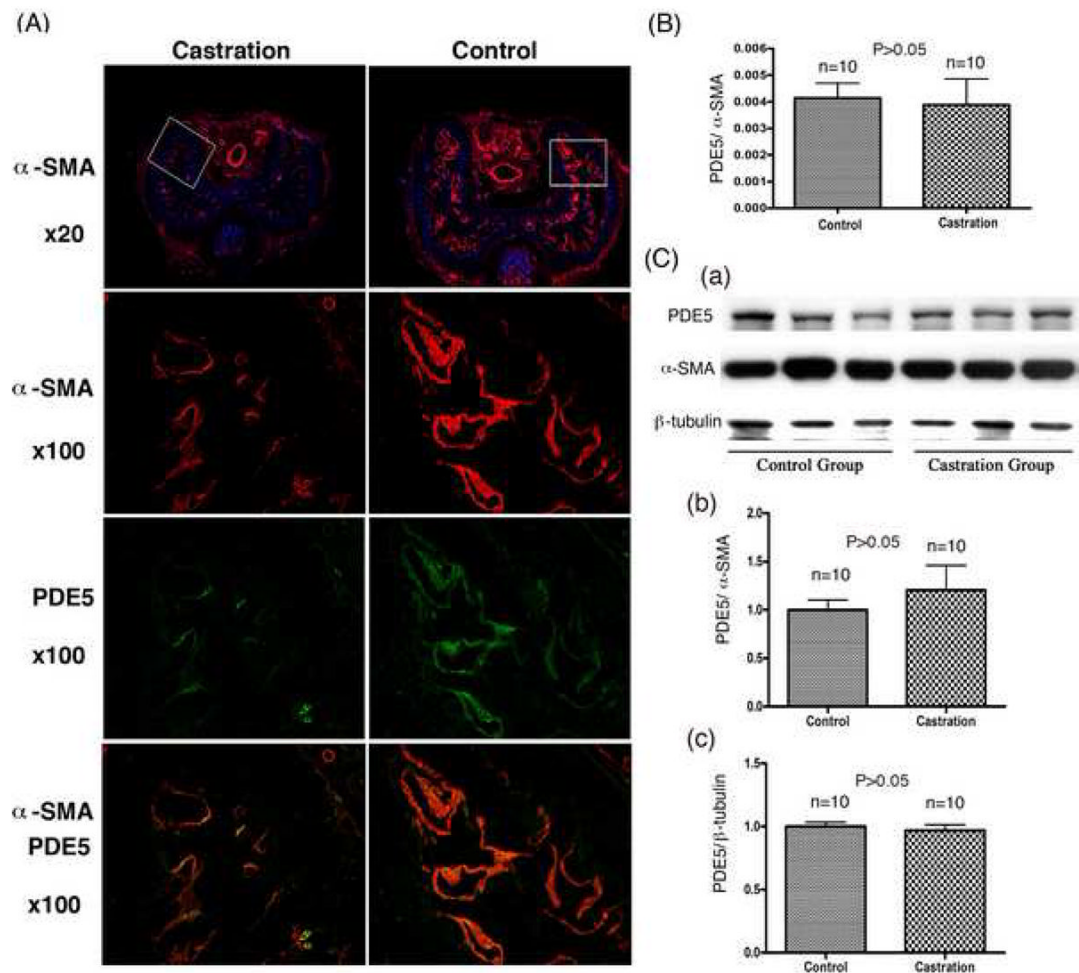 (A)
Castration
Control
α-SMA
x20
α-SMA
x100
PDE5
x100
α-SMA
PDE5
x100
(B)
P>0.05
n=10
n=10
0.006
0.005
0.004
0.003
0.002
0.001
0.000
PDE5/ α-SMA
Control
Castration
(C)
(a)
PDE5
α-SMA
β-tubulin
Control Group
Castration Group
(b)
P>0.05
n=10
n=10
2.0
1.5
1.0
0.5
0.0
PDE5/ α-SMA
Control
Castration
(c)
P>0.05
n=10
n=10
1.5
1.0
0.5
0.0
PDE5/β-tubulin
Control
Castration